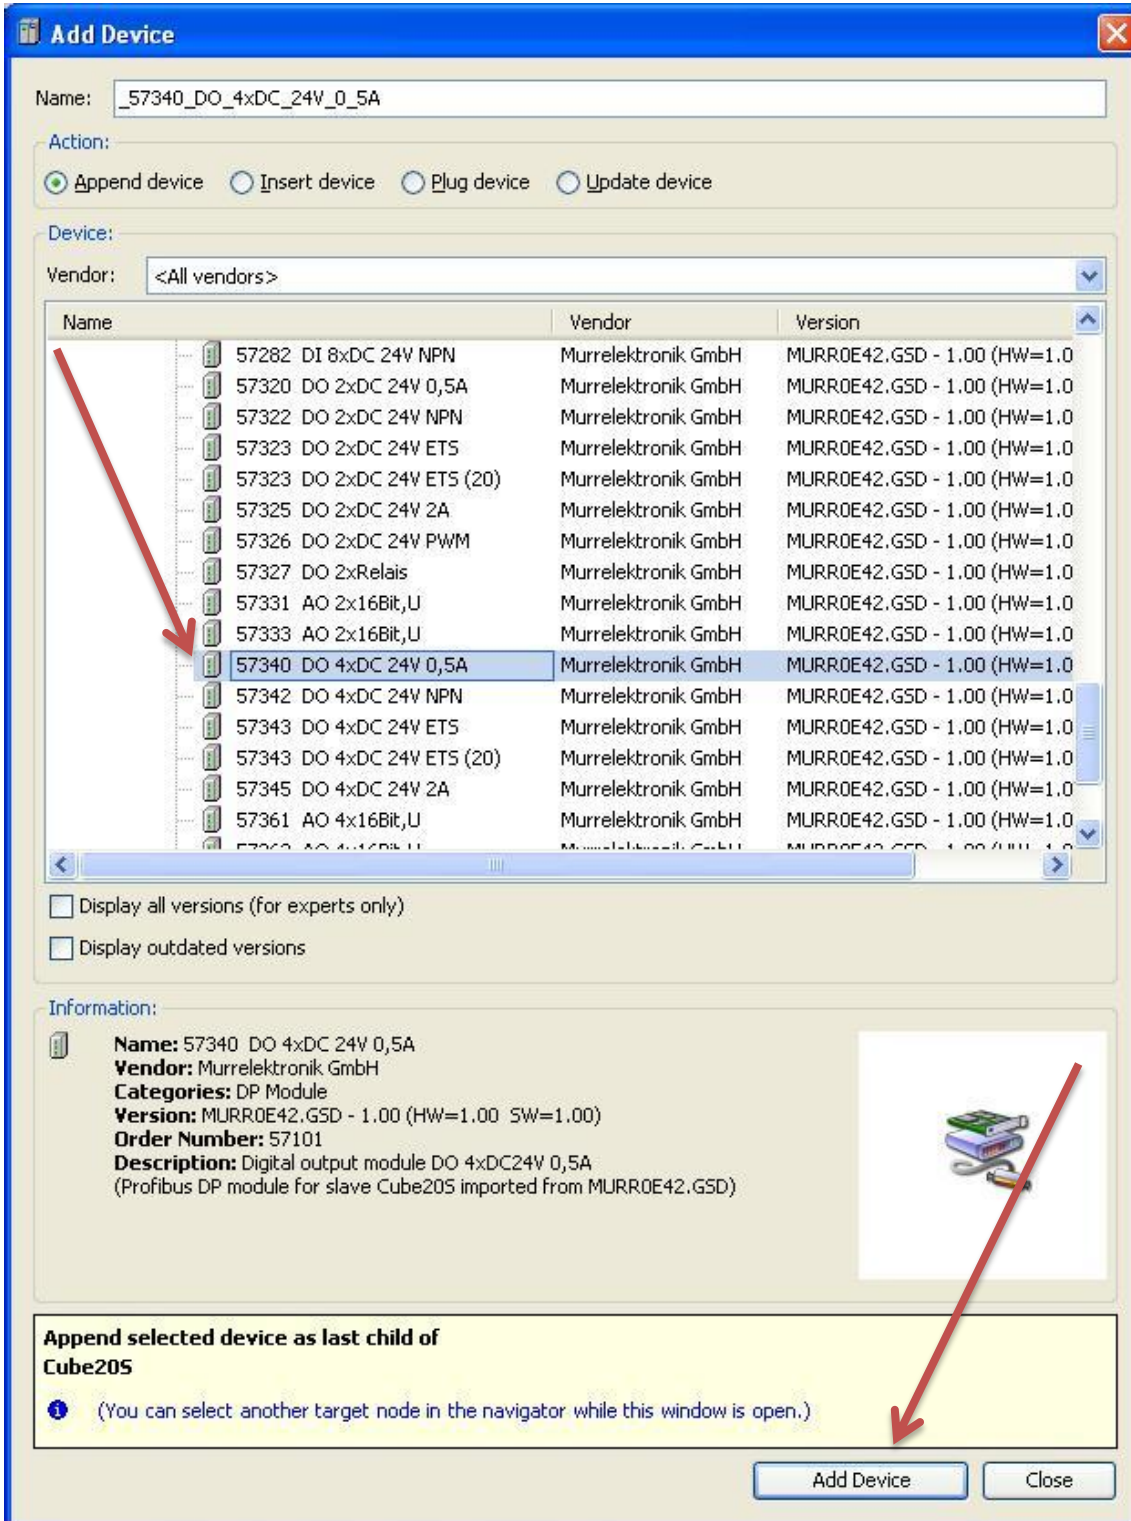 Add Device
Name: _57340_DO_4xDC_24V_0_5A
Action:
Append device Insert device Plug device Update device
Device:
Vendor: <All vendors>
Name Vendor Version
57282 DI 8xDC 24V NPN Murrelektronik GmbH MURR0E42.GSD - 1.00 (HW=1.0
57320 DO 2xDC 24V 0,5A Murrelektronik GmbH MURR0E42.GSD - 1.00 (HW=1.0
57322 DO 2xDC 24V NPN Murrelektronik GmbH MURR0E42.GSD - 1.00 (HW=1.0
57323 DO 2xDC 24V ETS Murrelektronik GmbH MURR0E42.GSD - 1.00 (HW=1.0
57323 DO 2xDC 24V ETS (20) Murrelektronik GmbH MURR0E42.GSD - 1.00 (HW=1.0
57325 DO 2xDC 24V 2A Murrelektronik GmbH MURR0E42.GSD - 1.00 (HW=1.0
57326 DO 2xDC 24V PWM Murrelektronik GmbH MURR0E42.GSD - 1.00 (HW=1.0
57327 DO 2xRelais Murrelektronik GmbH MURR0E42.GSD - 1.00 (HW=1.0
57331 AO 2x16Bit,U Murrelektronik GmbH MURR0E42.GSD - 1.00 (HW=1.0
57333 AO 2x16Bit,U Murrelektronik GmbH MURR0E42.GSD - 1.00 (HW=1.0
57340 DO 4xDC 24V 0,5A Murrelektronik GmbH MURR0E42.GSD - 1.00 (HW=1.0
57342 DO 4xDC 24V NPN Murrelektronik GmbH MURR0E42.GSD - 1.00 (HW=1.0
57343 DO 4xDC 24V ETS Murrelektronik GmbH MURR0E42.GSD - 1.00 (HW=1.0
57343 DO 4xDC 24V ETS (20) Murrelektronik GmbH MURR0E42.GSD - 1.00 (HW=1.0
57345 DO 4xDC 24V 2A Murrelektronik GmbH MURR0E42.GSD - 1.00 (HW=1.0
57361 AO 4x16Bit,U Murrelektronik GmbH MURR0E42.GSD - 1.00 (HW=1.0
Display all versions (for experts only)
Display outdated versions
Information:
Name: 57340 DO 4xDC 24V 0,5A
Vendor: Murrelektronik GmbH
Categories: DP Module
Version: MURR0E42.GSD - 1.00 (HW=1.00 SW=1.00)
Order Number: 57101
Description: Digital output module DO 4xDC24V 0,5A
(Profibus DP module for slave Cube20S imported from MURR0E42.GSD)
Append selected device as last child of
Cube20S
(You can select another target node in the navigator while this window is open.)
Add Device Close